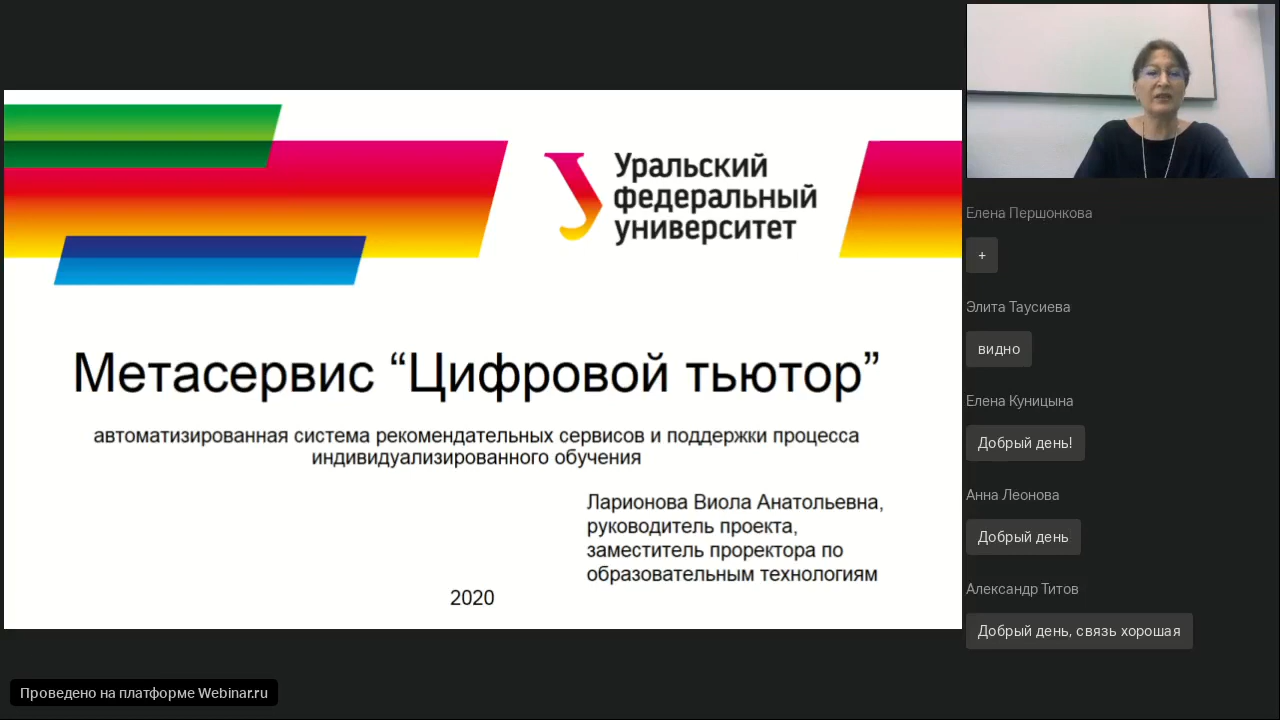 Уральский
федеральный
университет
Метасервис “Цифровой тьютор”
автоматизированная система рекомендательных сервисов и поддержки процесса
индивидуализированного обучения
Ларионова Виола Анатольевна,
руководитель проекта,
заместитель проректора по
образовательным технологиям
2020
Елена Першонкова
+
Элита Таусиева
видно
Елена Куницына
Добрый день!
Анна Леонова
Добрый день
Александр Титов
Добрый день, связь хорошая
Проведено на платформе Webinar.ru